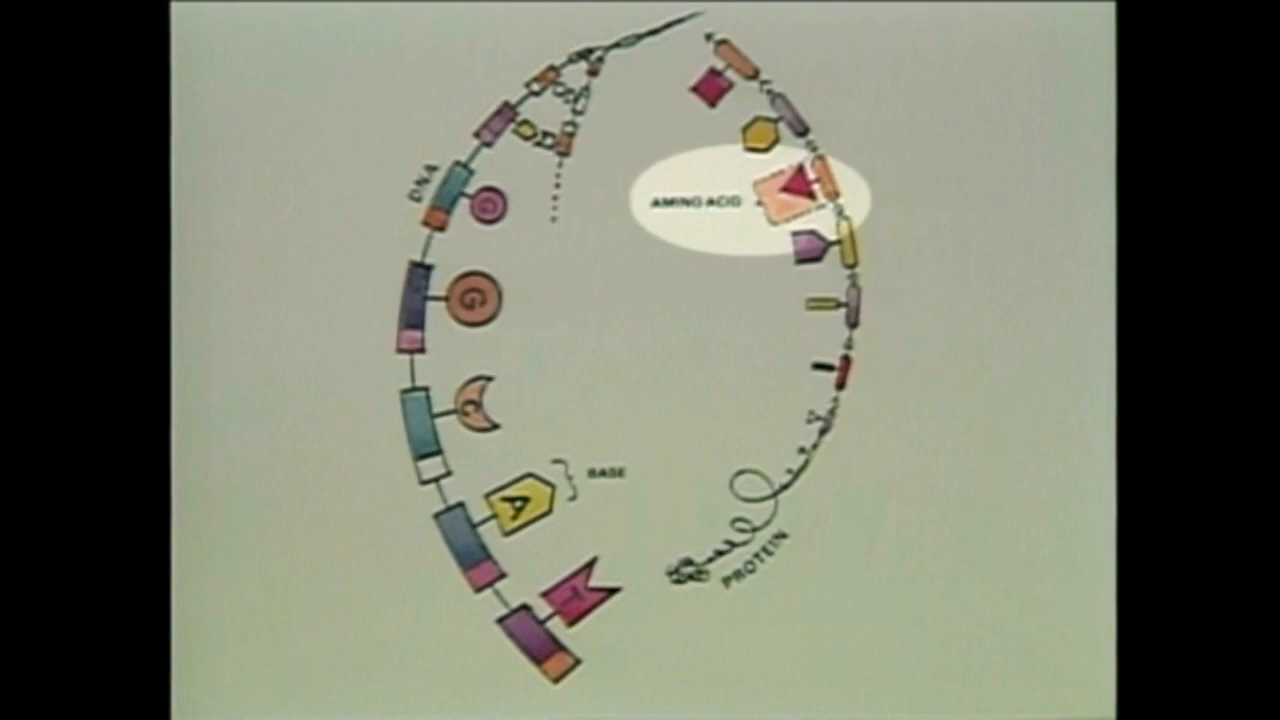 DNA
G
G
C
A
T
BASE
AMINO ACID
PROTEIN